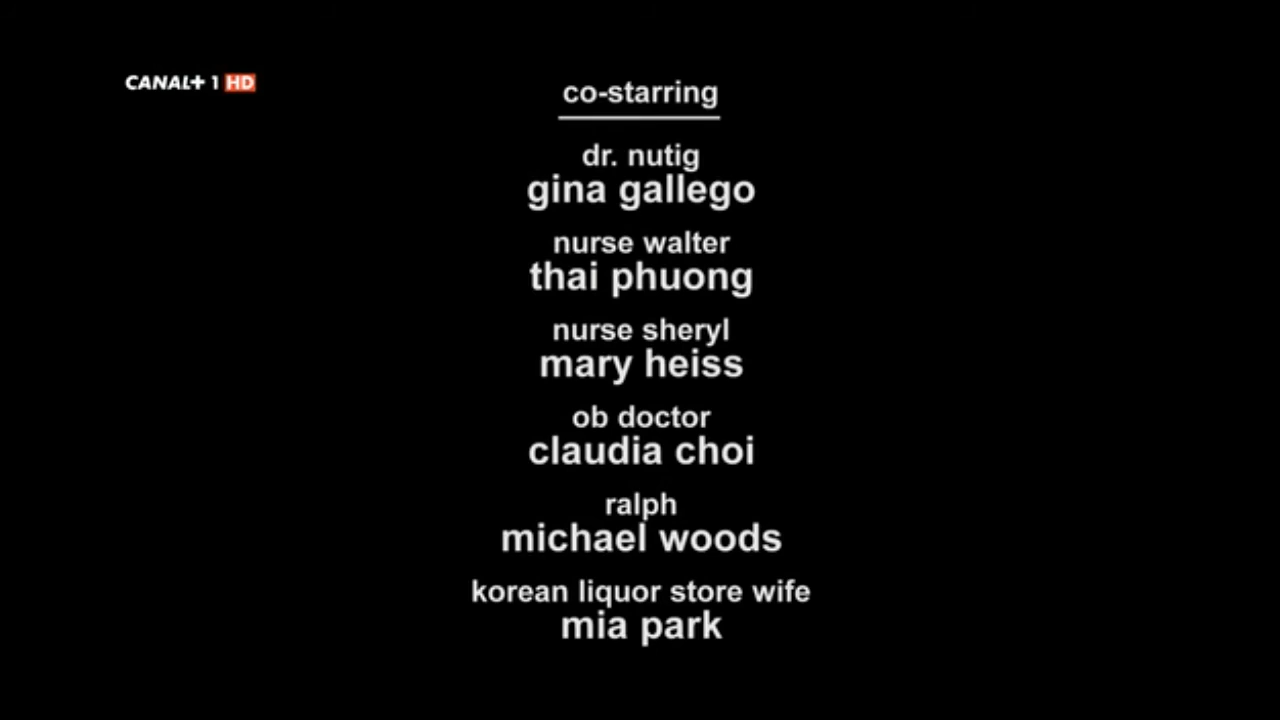 CANAL+ 1 HD
co-starring
dr. nutig
gina gallego
nurse walter
thai phuong
nurse sheryl
mary heiss
ob doctor
claudia choi
ralph
michael woods
korean liquor store wife
mia park